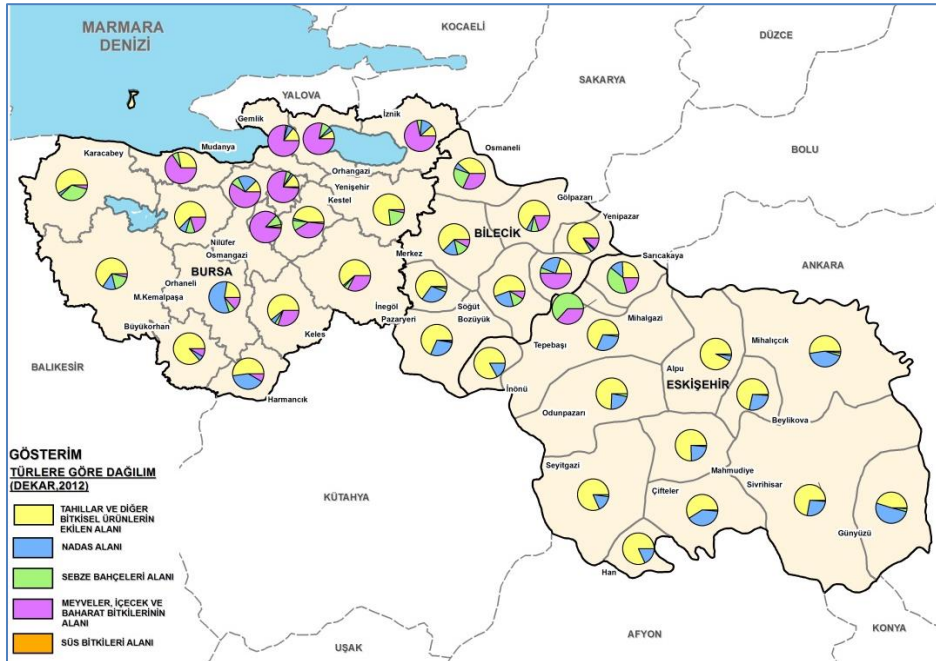 MARMARA
DENİZİ
KOCAELİ
DÜZCE
SAKARYA
YALOVA
BOLU
Gemlik
İznik
Mudanya
Karacabey
Orhangazi
Osmaneli
Yenişehir
Kestel
Gölpazarı
Yenipazar
BİLECİK
Nilüfer
Osmangazi
Merkez
Sarıcakaya
ANKARA
BURSA
Orhaneli
M.Kemalpaşa
İnegöl
Pazaryeri
Söğüt
Bozüyük
Mihalgazi
Büyükorhan
Keles
Tepebaşı
Mihalıççık
Alpu
ESKİŞEHİR
BALIKESİR
Harmancık
İnönü
Odunpazarı
Beylikova
Seyitgazi
Mahmudiye
Çifteler
Sivrihisar
Günyüzü
Han
KÜTAHYA
UŞAK
AFYON
KONYA
GÖSTERİM
TÜRLERE GÖRE DAĞILIM
(DEKAR,2012)
TAHILLAR VE DİĞER
BİTKİSEL ÜRÜNLERİN
EKİLEN ALANI
NADAS ALANI
SEBZE BAHÇELERİ ALANI
MEYVELER, İÇECEK VE
BAHARAT BİTKİLERİNİN
ALANI
SÜS BİTKİLERİ ALANI